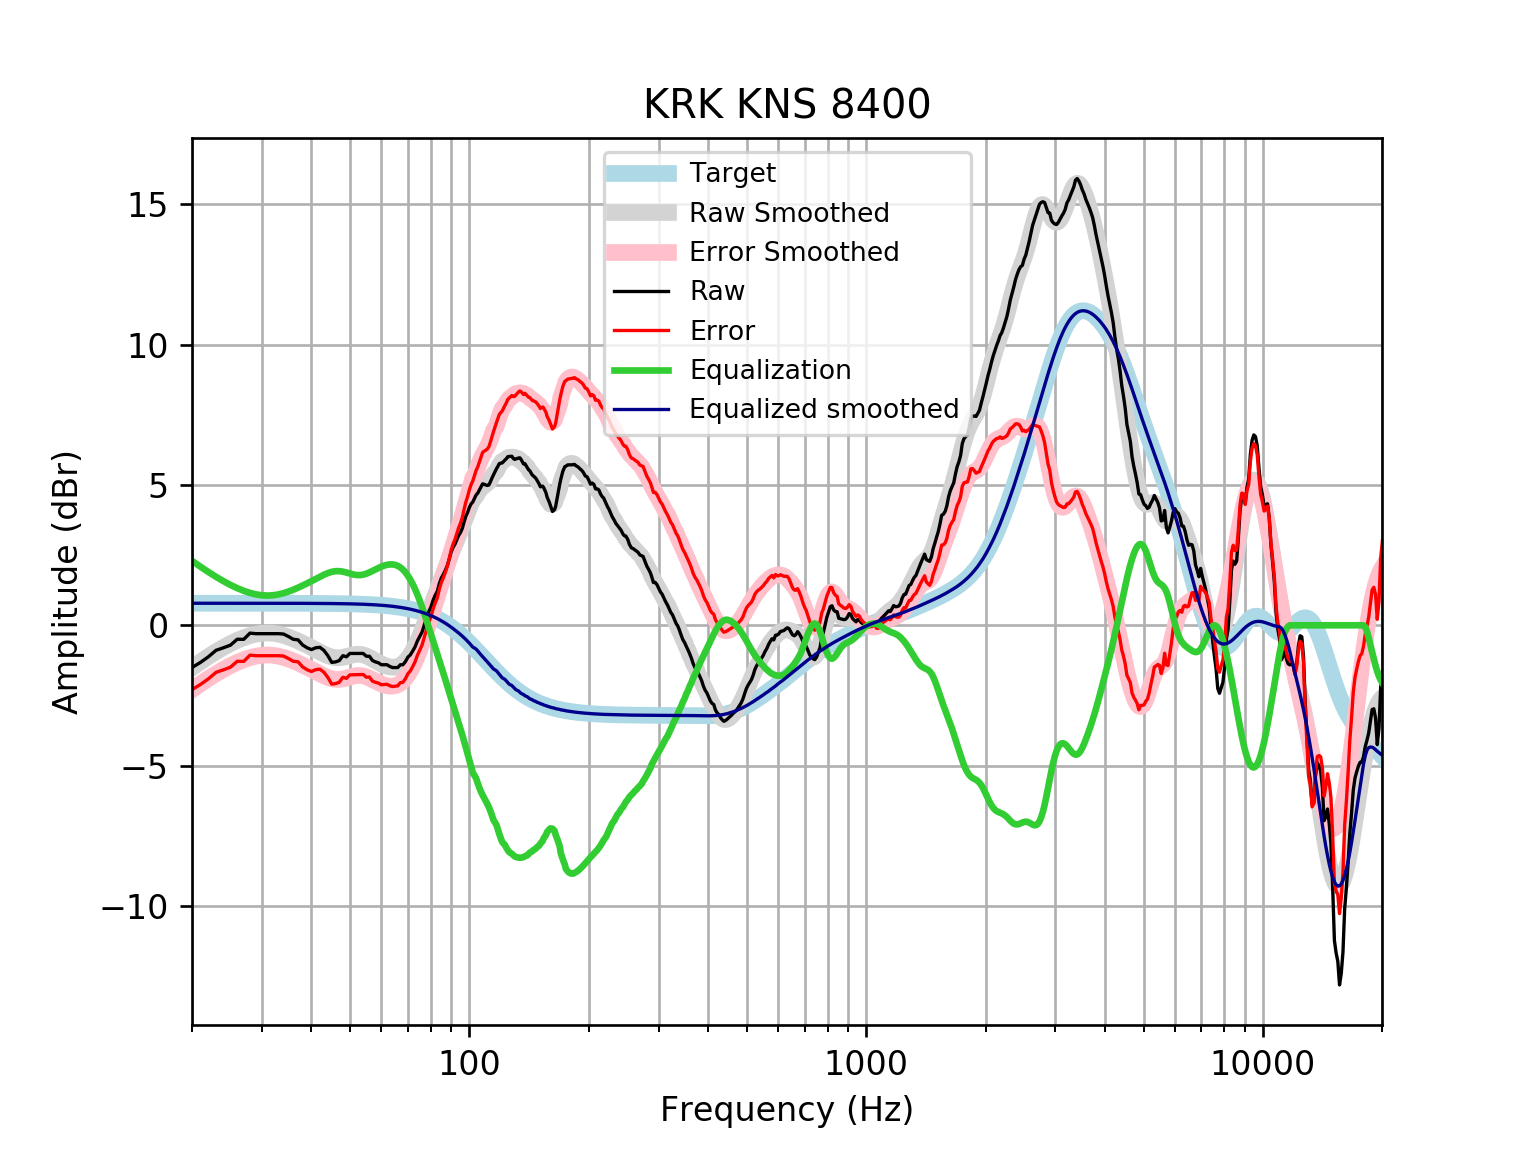 KRK KNS 8400
Target
Raw Smoothed
Error Smoothed
Raw
Error
Equalization
Equalized smoothed
15
10
5
0
−5
−10
Amplitude (dBr)
100 1000 10000
Frequency (Hz)